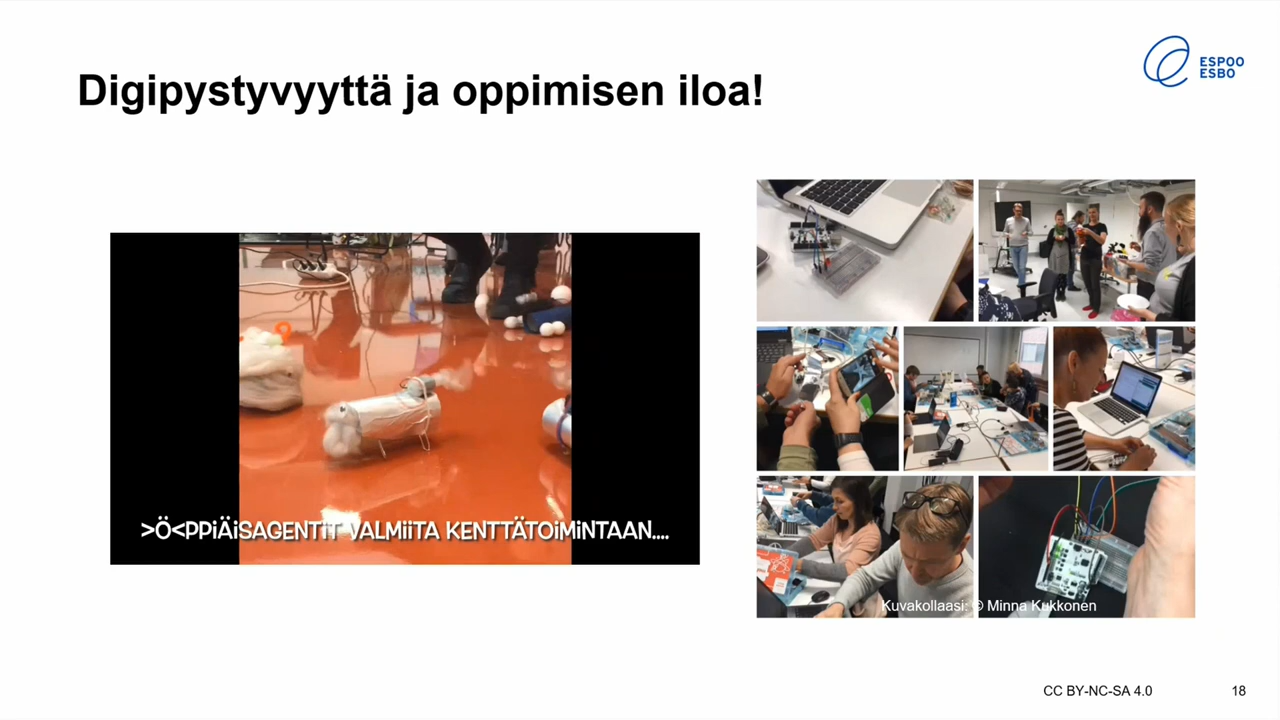 ESPOO
ESBO
Digipystyvyyttä ja oppimisen iloa!
>Ö<PPiÄiSAGENTiT VALMiiTA KENTTÄTOiMiNTAAN....
Kuvakollaasi: © Minna Kukkonen
CC BY-NC-SA 4.0
18